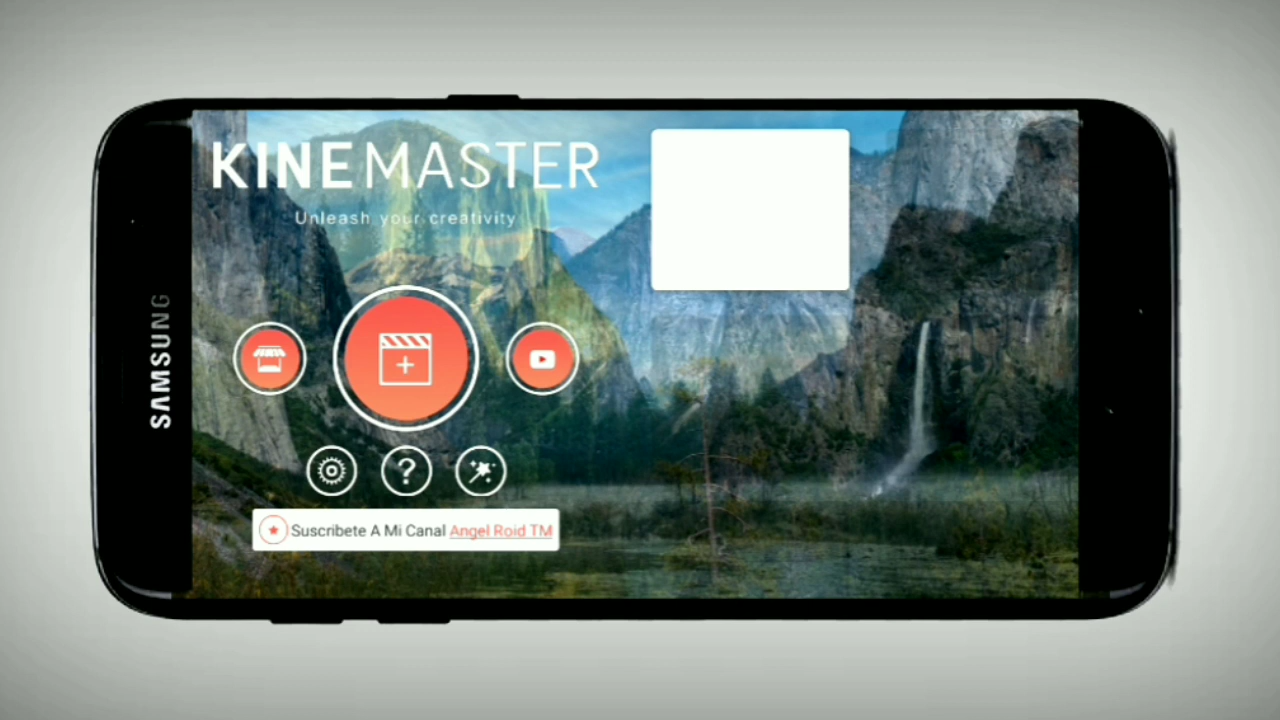 SAMSUNG
KINEMASTER
Unleash your creativity
?
Suscribete A Mi Canal Angel Roid TM